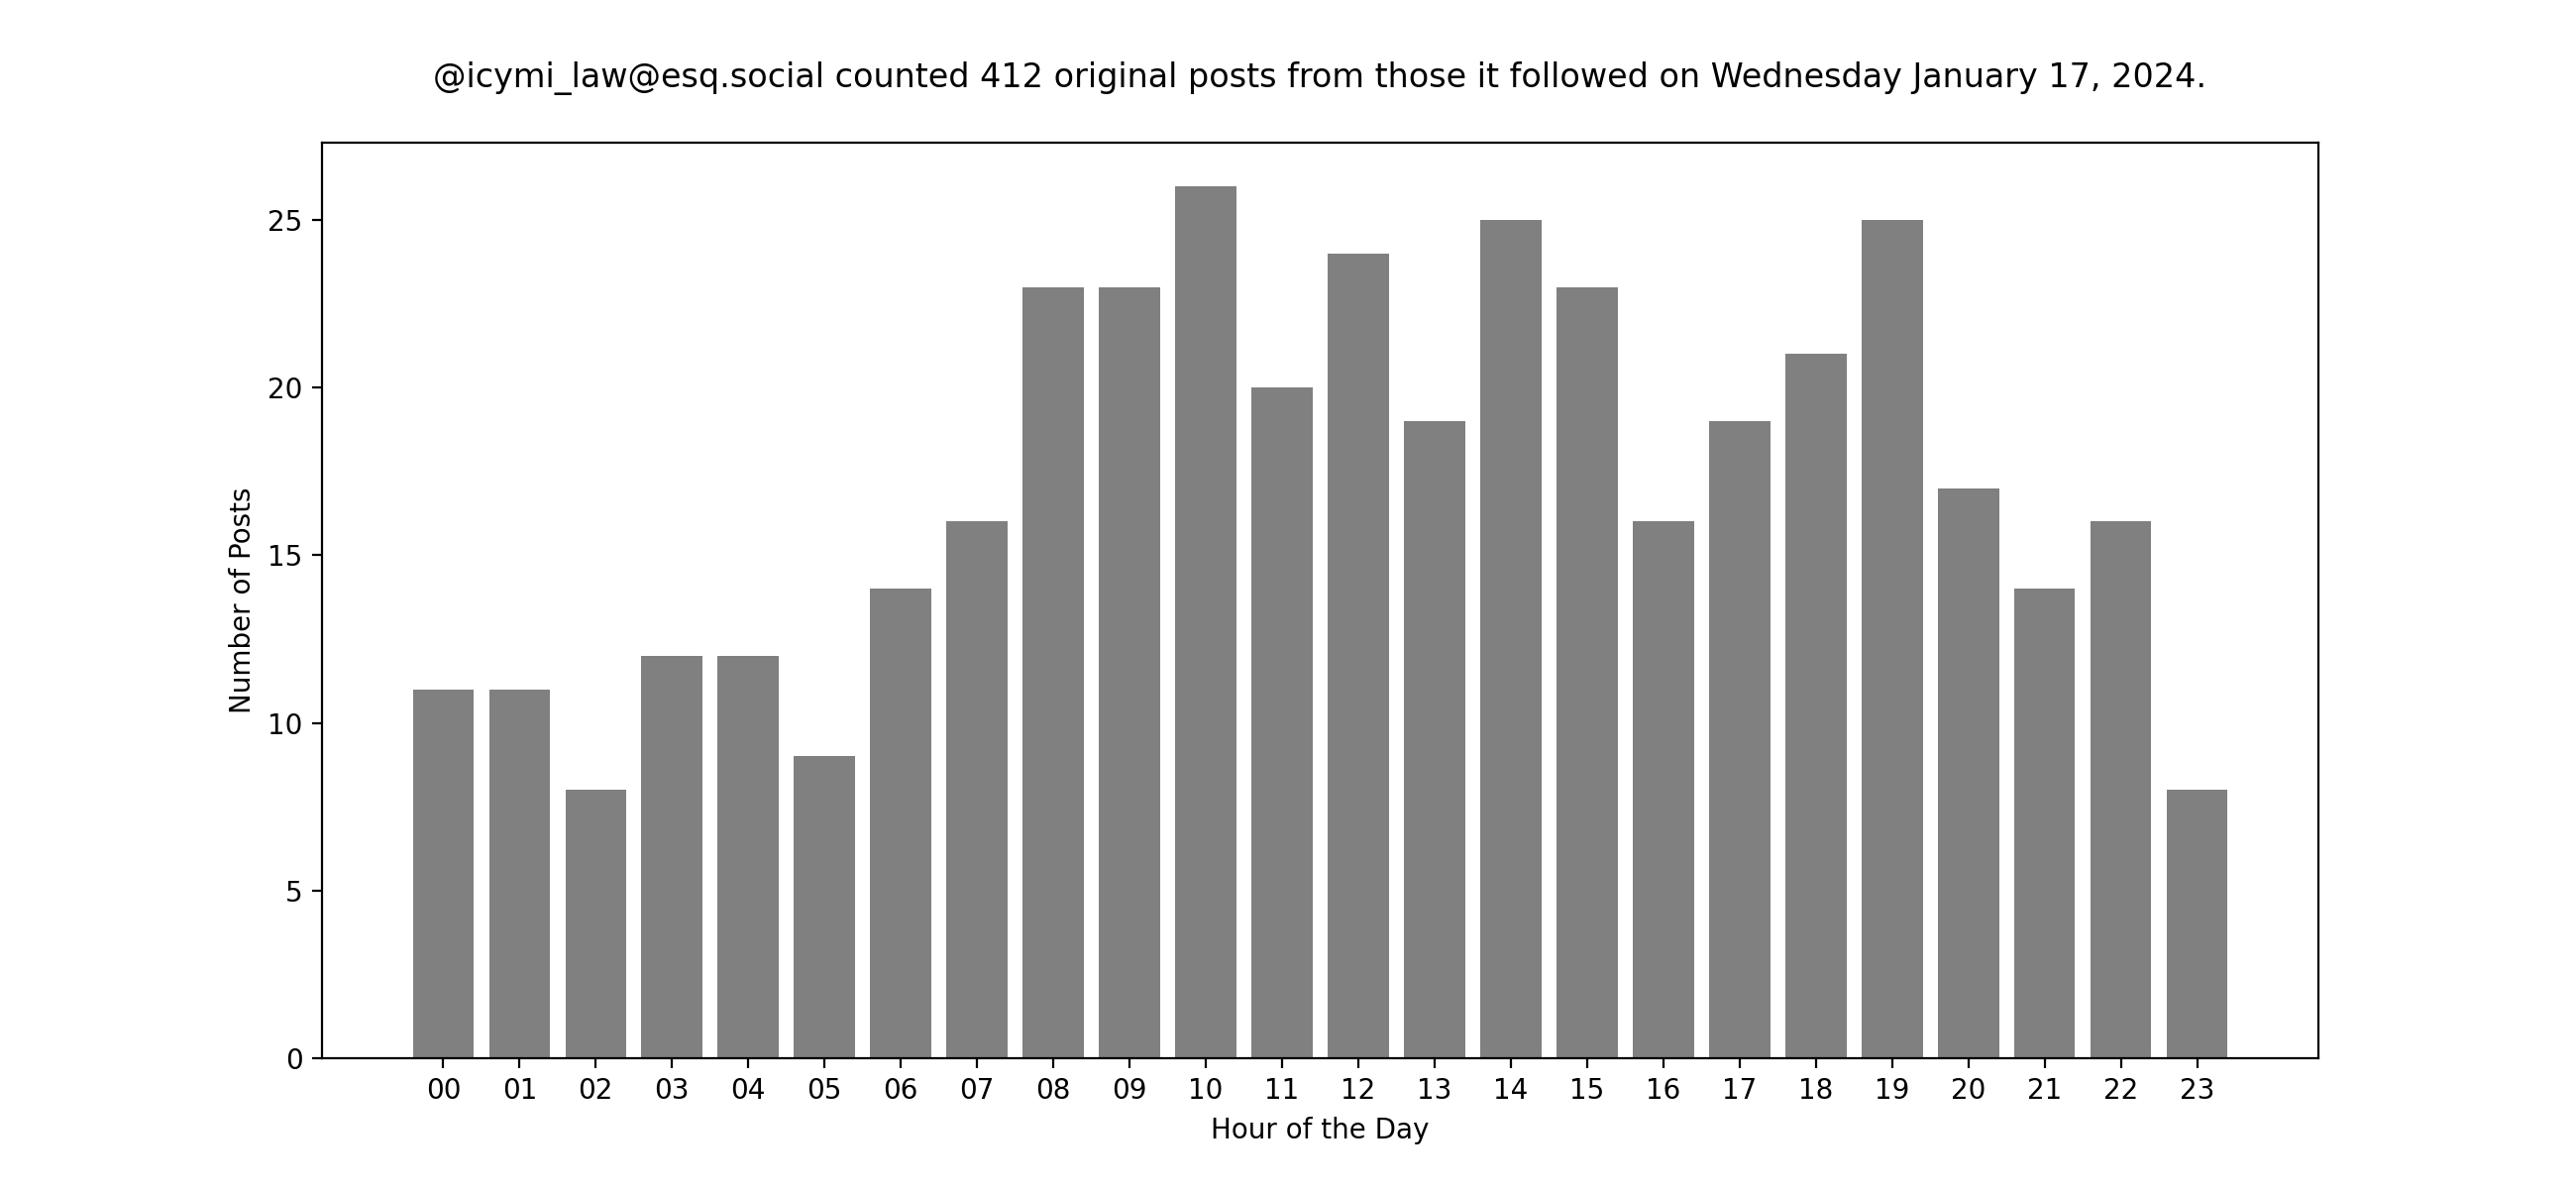 @icymi_law@esq.social counted 412 original posts from those it followed on Wednesday January 17, 2024.
25
20
15
10
5
0
Number of Posts
00 01 02 03 04 05 06 07 08 09 10 11 12 13 14 15 16 17 18 19 20 21 22 23
Hour of the Day